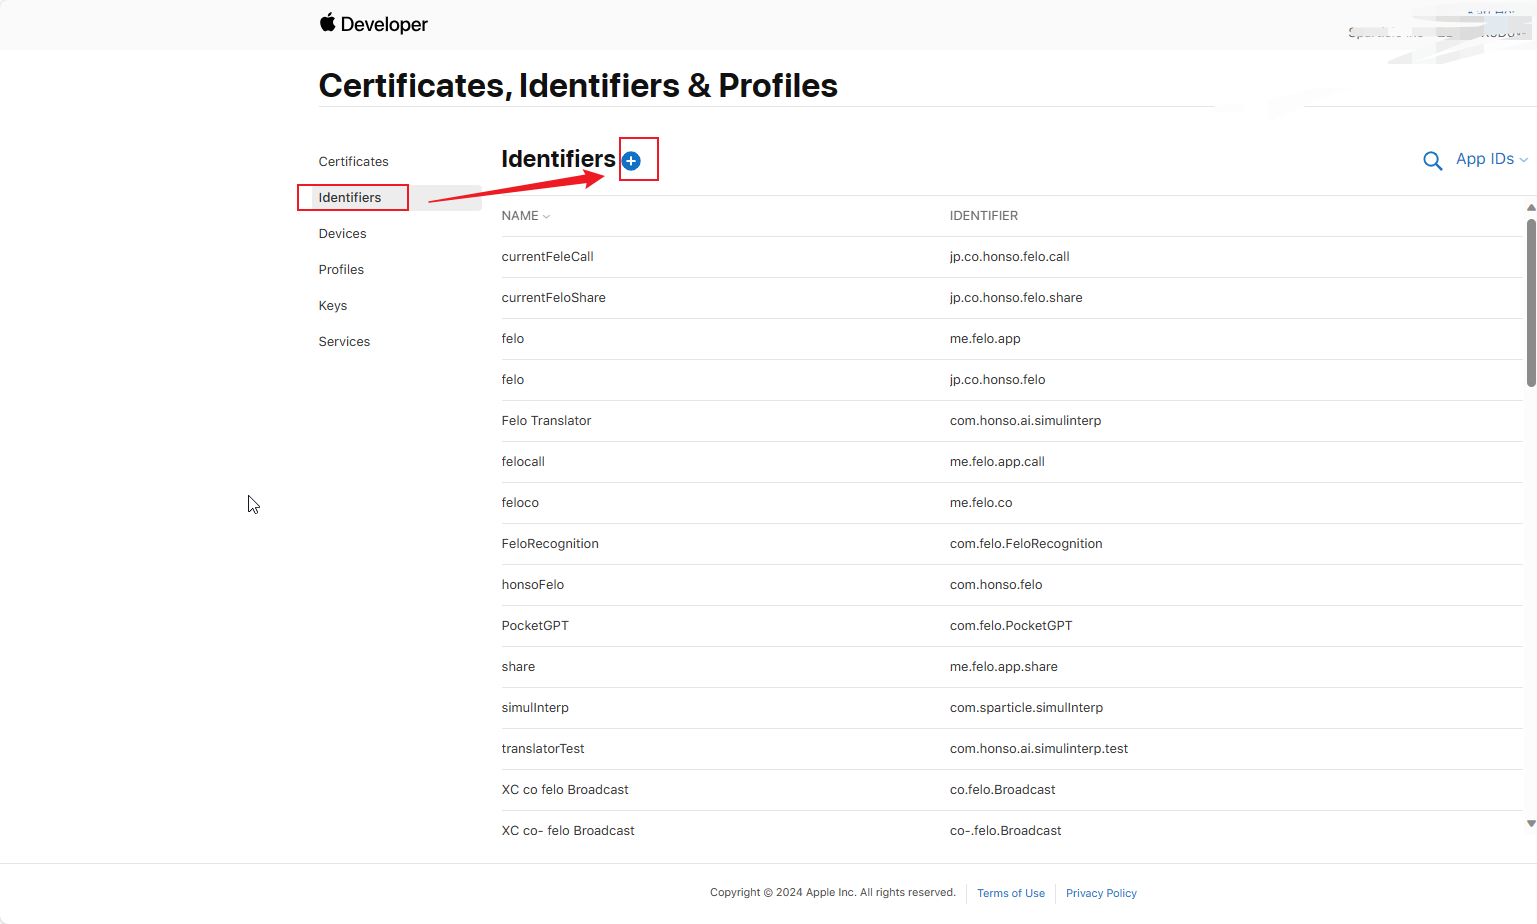 Developer
Certificates, Identifiers & Profiles
Certificates
Identifiers
Devices
Profiles
Keys
Services
Identifiers
App IDs
NAME IDENTIFIER
currentFeleCall jp.co.honso.felo.call
currentFeloShare jp.co.honso.felo.share
felo me.felo.app
felo jp.co.honso.felo
Felo Translator com.honso.ai.simulinterp
felocall me.felo.app.call
feloco me.felo.co
FeloRecognition com.felo.FeloRecognition
honsoFelo com.honso.felo
PocketGPT com.felo.PocketGPT
share me.felo.app.share
simulInterp com.sparticle.simulInterp
translatorTest com.honso.ai.simulinterp.test
XC co felo Broadcast co.felo.Broadcast
XC co- felo Broadcast co-.felo.Broadcast
Copyright © 2024 Apple Inc. All rights reserved. Terms of Use Privacy Policy